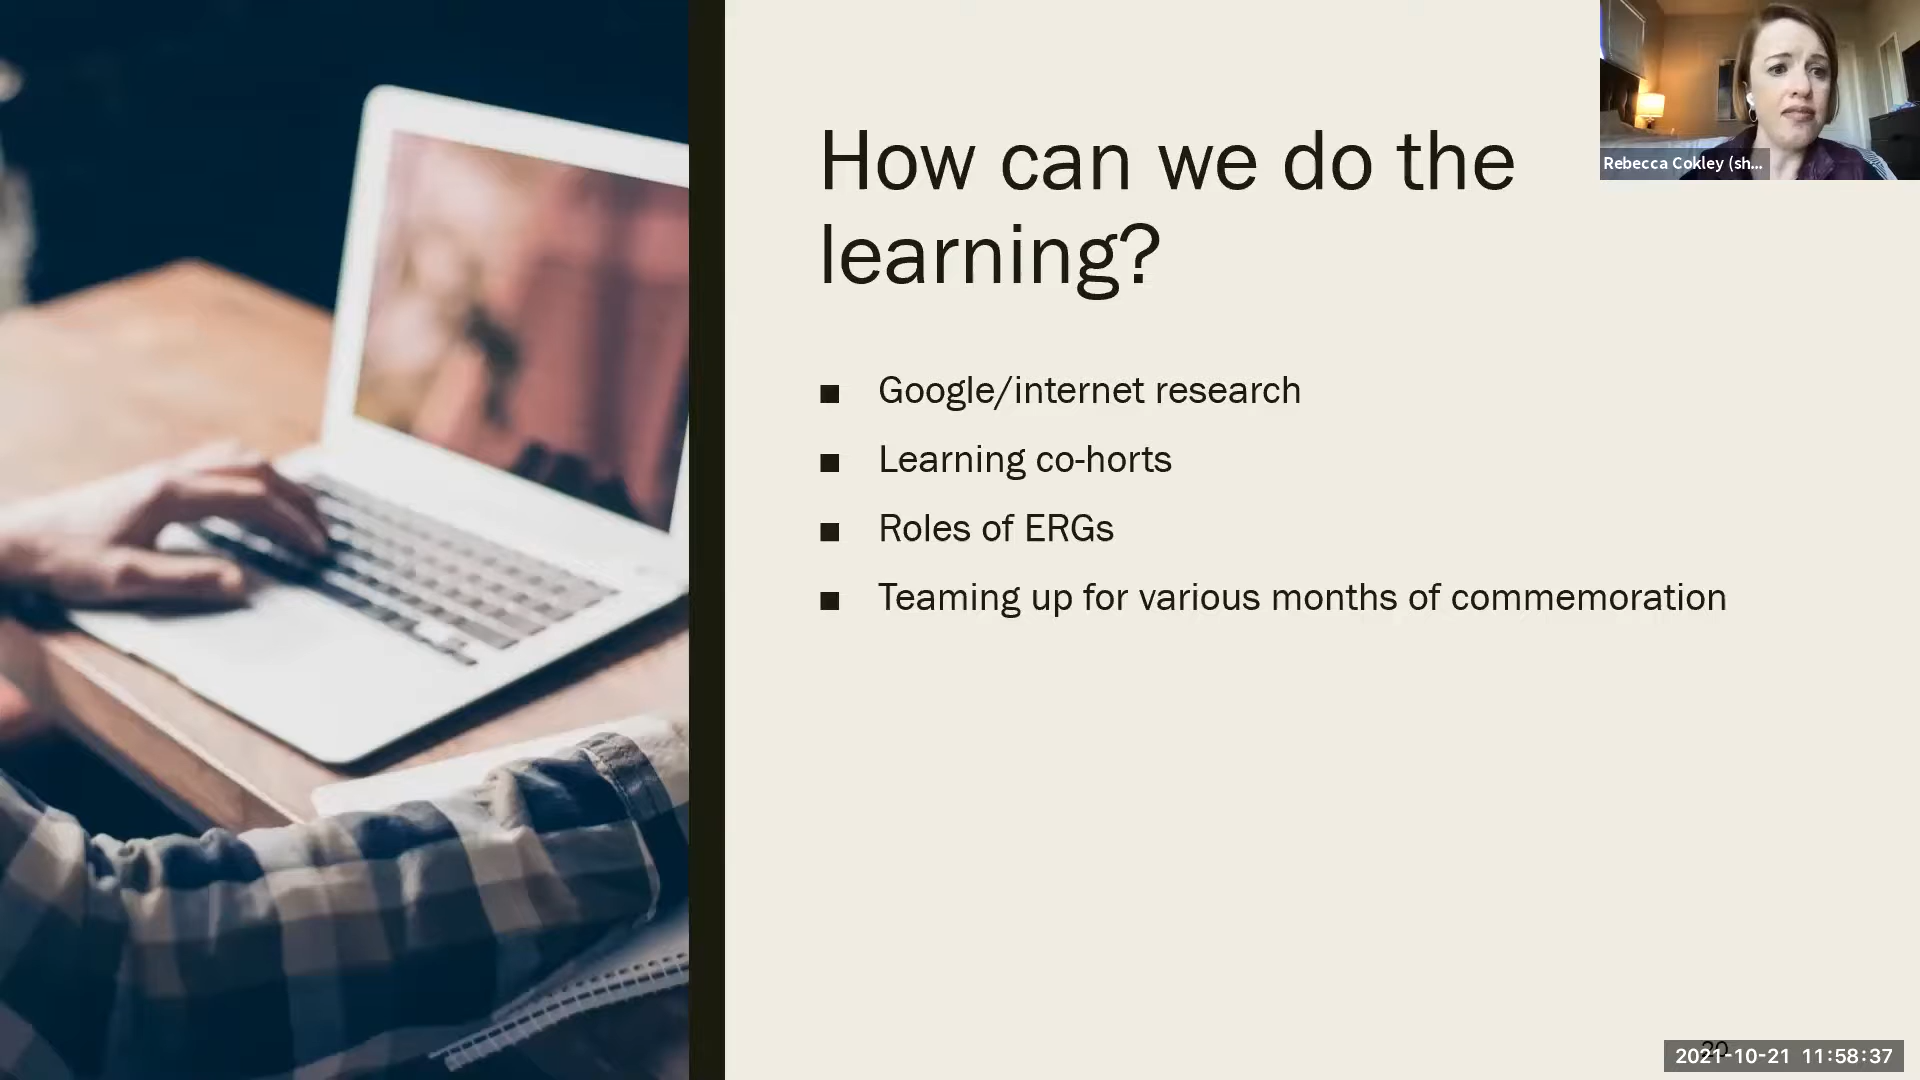 How can we do the
learning?
Rebecca Cokley (sh...
■ Google/internet research
■ Learning co-horts
■ Roles of ERGs
■ Teaming up for various months of commemoration
20
2021-10-21 11:58:37